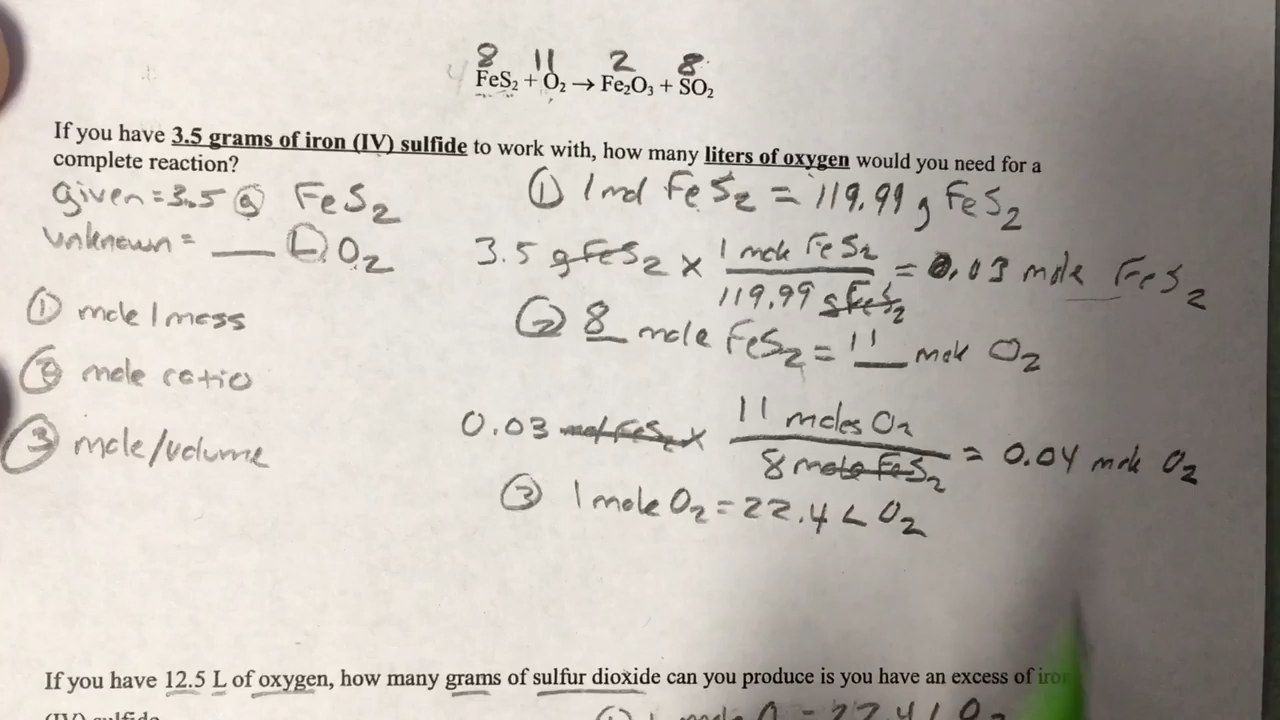 8 11 2 8
4 FeS₂ + O₂ → Fe₂O₃ + SO₂
If you have 3.5 grams of iron (IV) sulfide to work with, how many liters of oxygen would you need for a
complete reaction?
given = 3.5 g FeS₂
unknown = __ L O₂
① mole/mass
② mole ratio
③ mole/volume
① 1 mol FeS₂ = 119.99 g FeS₂
3.5 g FeS₂ × 1 mole FeS₂ / 119.99 g FeS₂ = 0.03 mole FeS₂
② 8 mole FeS₂ = 11 mole O₂
0.03 mol FeS₂ × 11 moles O₂ / 8 mole FeS₂ = 0.04 mole O₂
③ 1 mole O₂ = 22.4 L O₂
If you have 12.5 L of oxygen, how many grams of sulfur dioxide can you produce is you have an excess of
(IV) sulfide